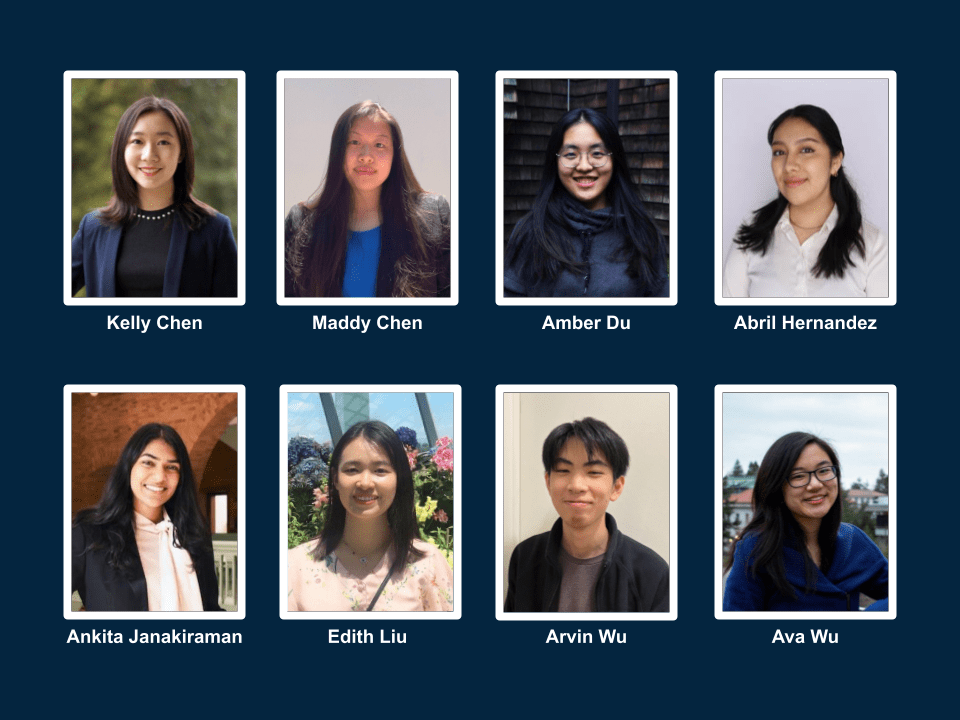 Kelly Chen
Maddy Chen
Amber Du
Abril Hernandez
Ankita Janakiraman
Edith Liu
Arvin Wu
Ava Wu